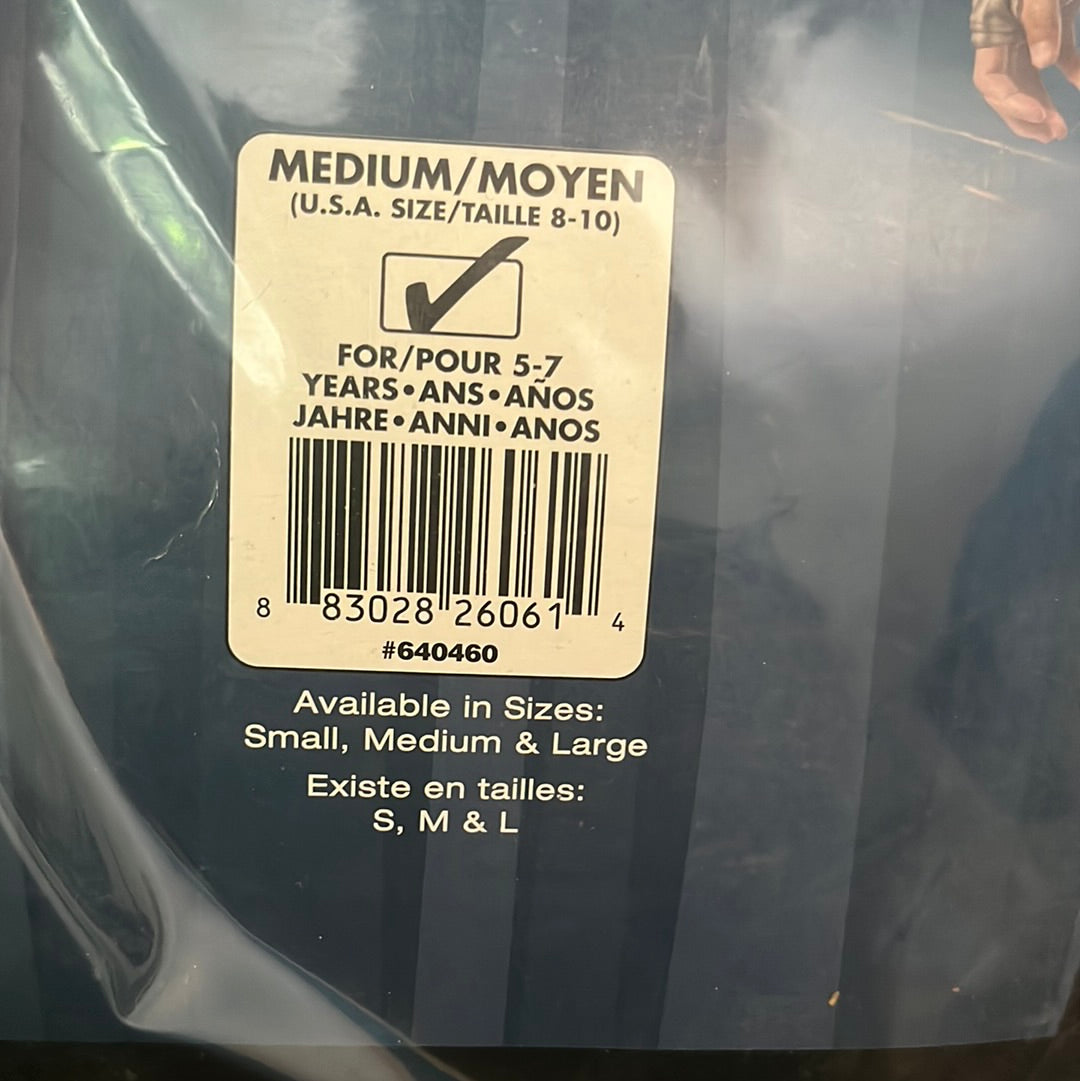 MEDIUM/MOYEN
(U.S.A. SIZE/TAILLE 8-10)
FOR/POUR 5-7
YEARS•ANS•AÑOS
JAHRE•ANNI•ANOS
8 83028 26061 4
#640460
Available in Sizes:
Small, Medium & Large
Existe en tailles:
S, M & L